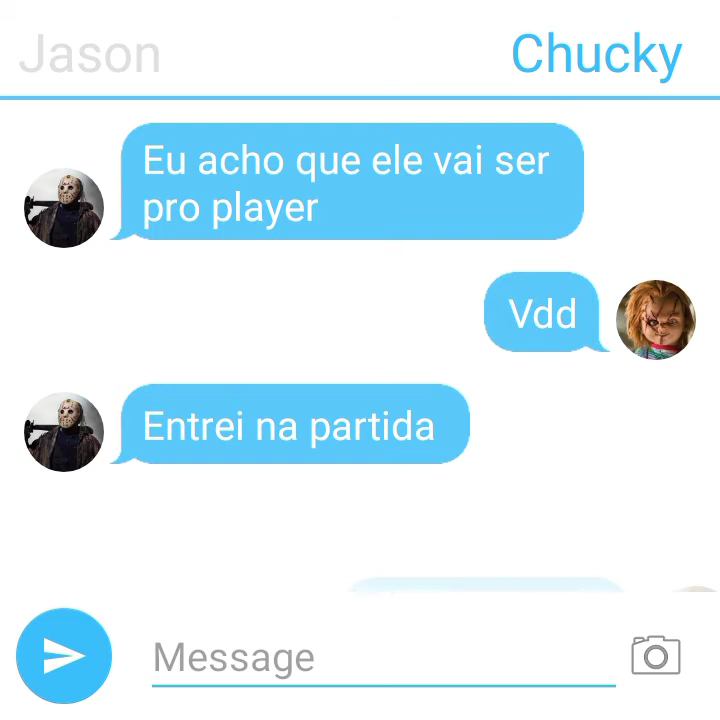 Jason
Chucky
Eu acho que ele vai ser
pro player
Vdd
Entrei na partida
Message